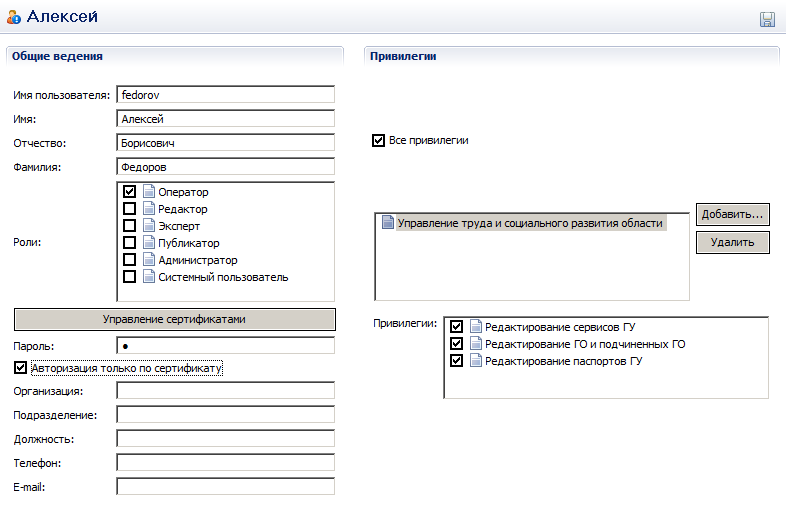 Алексей
Общие ведения
Имя пользователя: fedorov
Имя: Алексей
Отчество: Борисович
Фамилия: Федоров
Роли:
Оператор
Редактор
Эксперт
Публикатор
Администратор
Системный пользователь
Управление сертификатами
Пароль: •
Авторизация только по сертификату
Организация:
Подразделение:
Должность:
Телефон:
E-mail:
Привилегии
Все привилегии
Управление труда и социального развития области
Добавить...
Удалить
Привилегии:
Редактирование сервисов ГУ
Редактирование ГО и подчиненных ГО
Редактирование паспортов ГУ